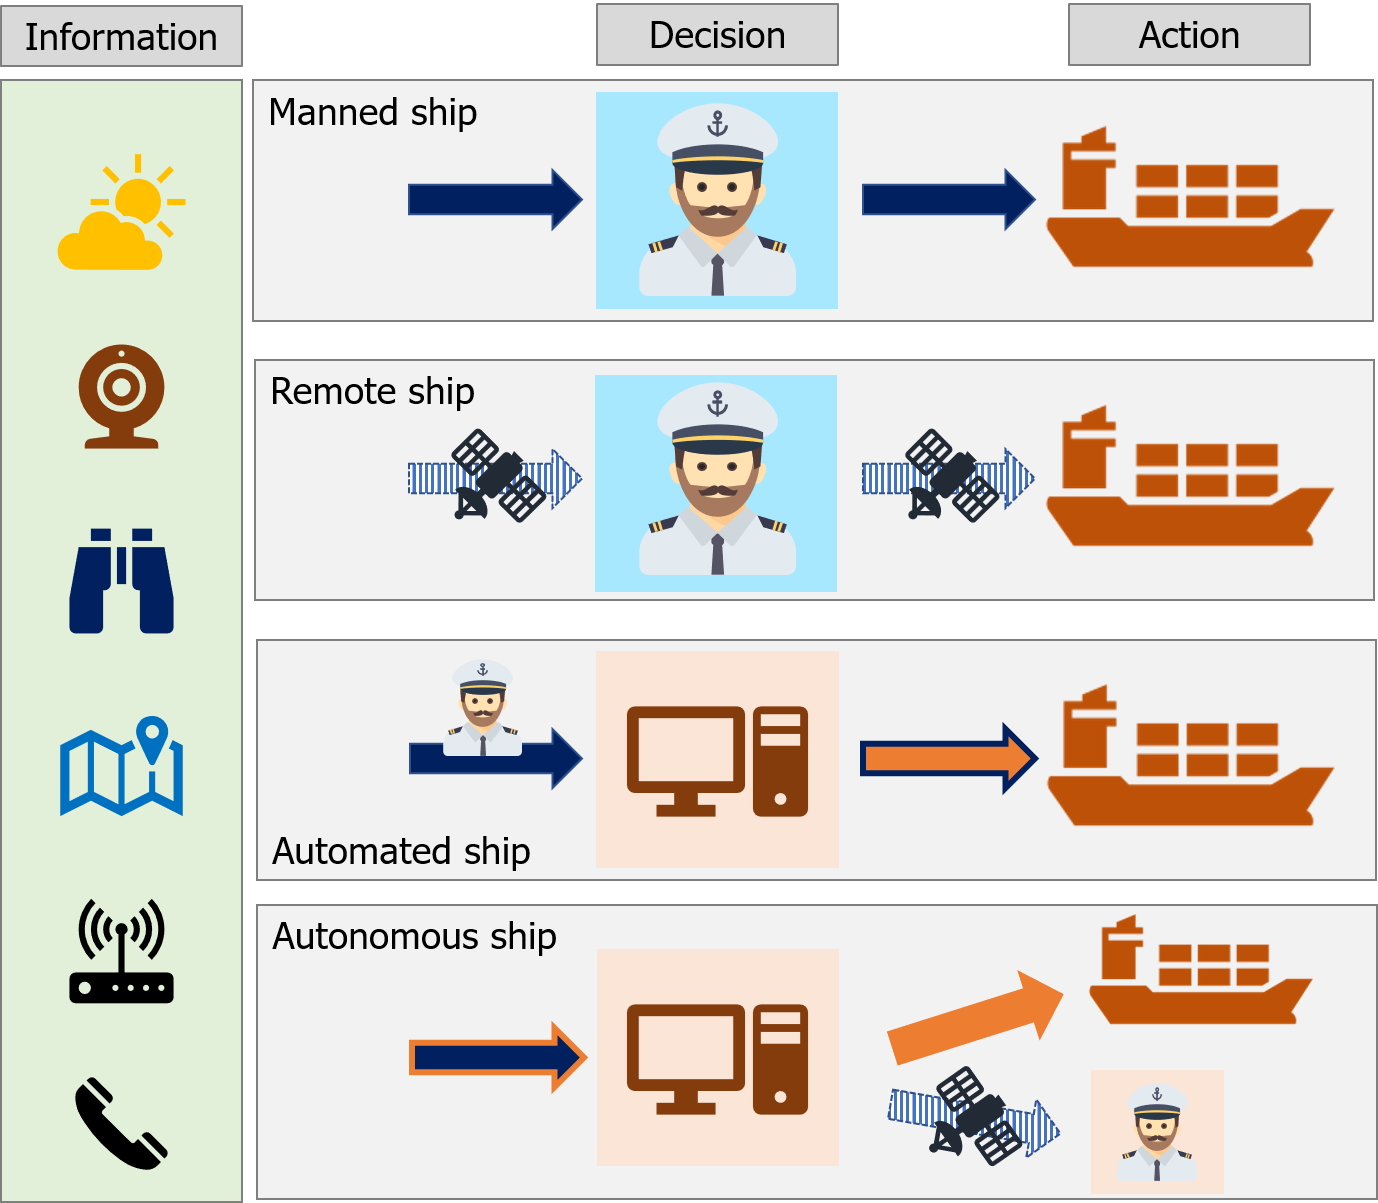 Information
Decision
Action
Manned ship
Remote ship
Automated ship
Autonomous ship